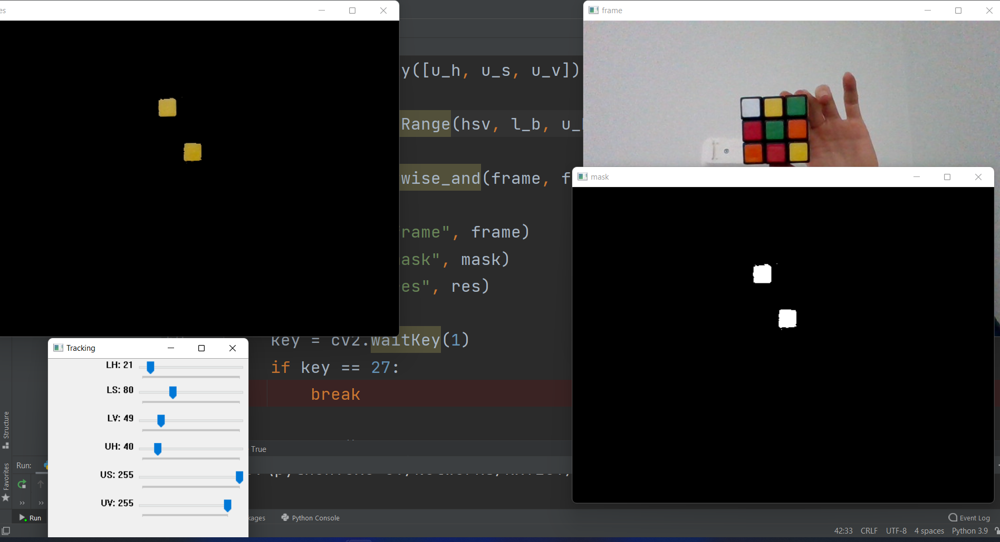 es
frame
y([u_h, u_s, u_v])
Range(hsv, l_b, u_
wise_and(frame, f
rame", frame)
ask", mask)
es", res)
key = cv2.waitKey(1)
if key == 27:
break
mask
Tracking
LH: 21
LS: 80
LV: 49
UH: 40
US: 255
UV: 255
True
Structure
Favorites
Run:
Run
kages
Python Console
Event Log
42:33 CRLF UTF-8 4 spaces Python 3.9